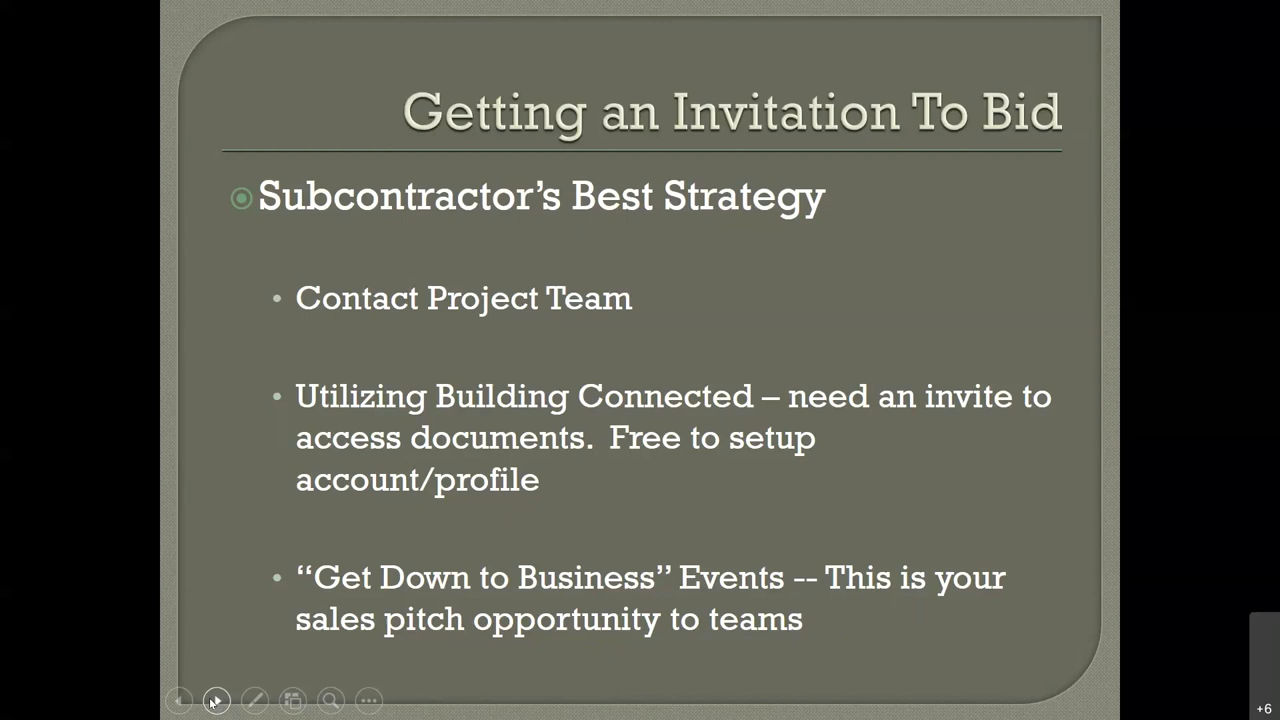 Getting an Invitation To Bid
Subcontractor’s Best Strategy
• Contact Project Team
• Utilizing Building Connected – need an invite to
access documents.  Free to setup
account/profile
• “Get Down to Business” Events -- This is your
sales pitch opportunity to teams
+6